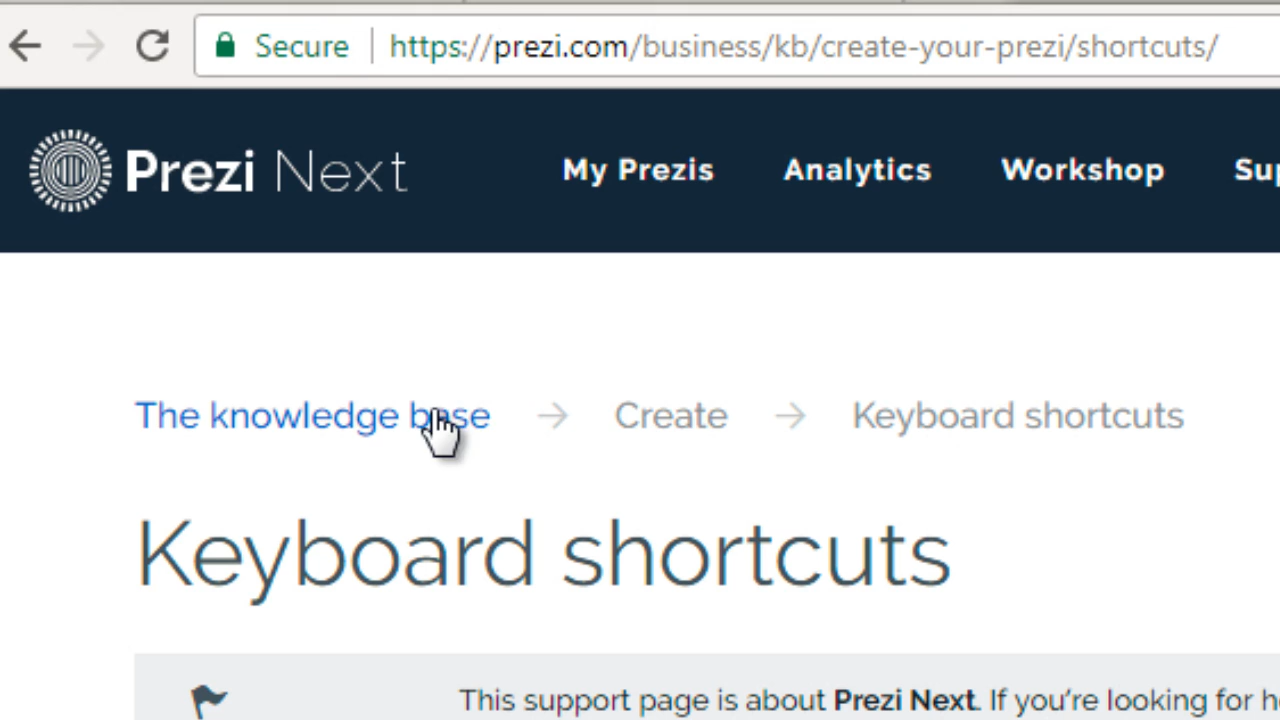 Secure https://prezi.com/business/kb/create-your-prezi/shortcuts/
Prezi Next My Prezis Analytics Workshop
The knowledge base → Create → Keyboard shortcuts
Keyboard shortcuts
This support page is about Prezi Next. If you're looking for